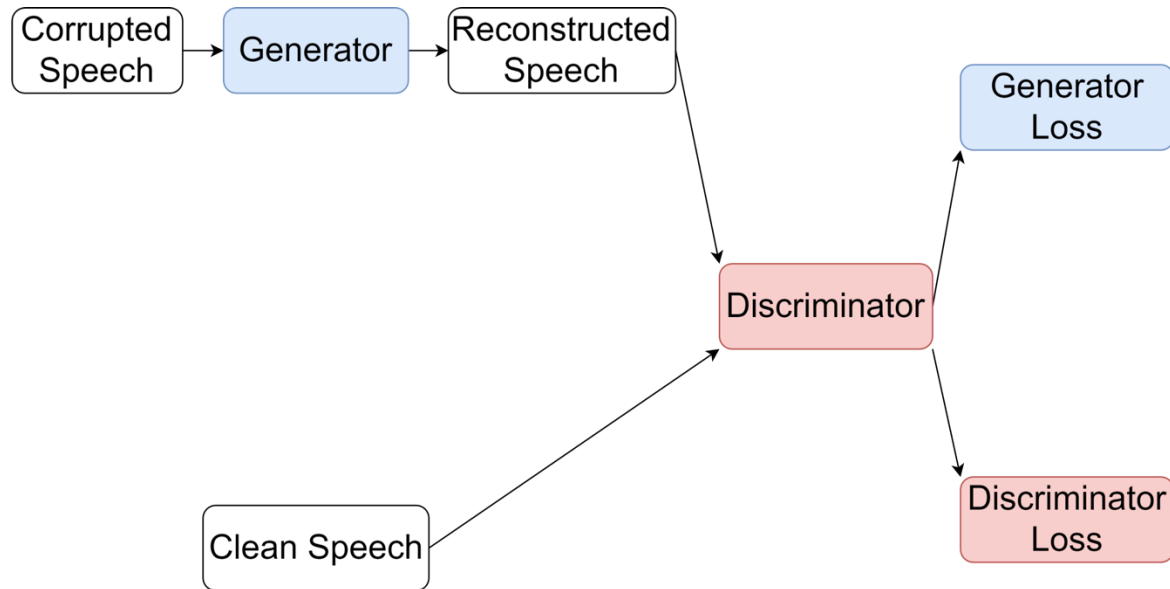 Corrupted
Speech
Generator
Reconstructed
Speech
Generator
Loss
Discriminator
Clean Speech
Discriminator
Loss